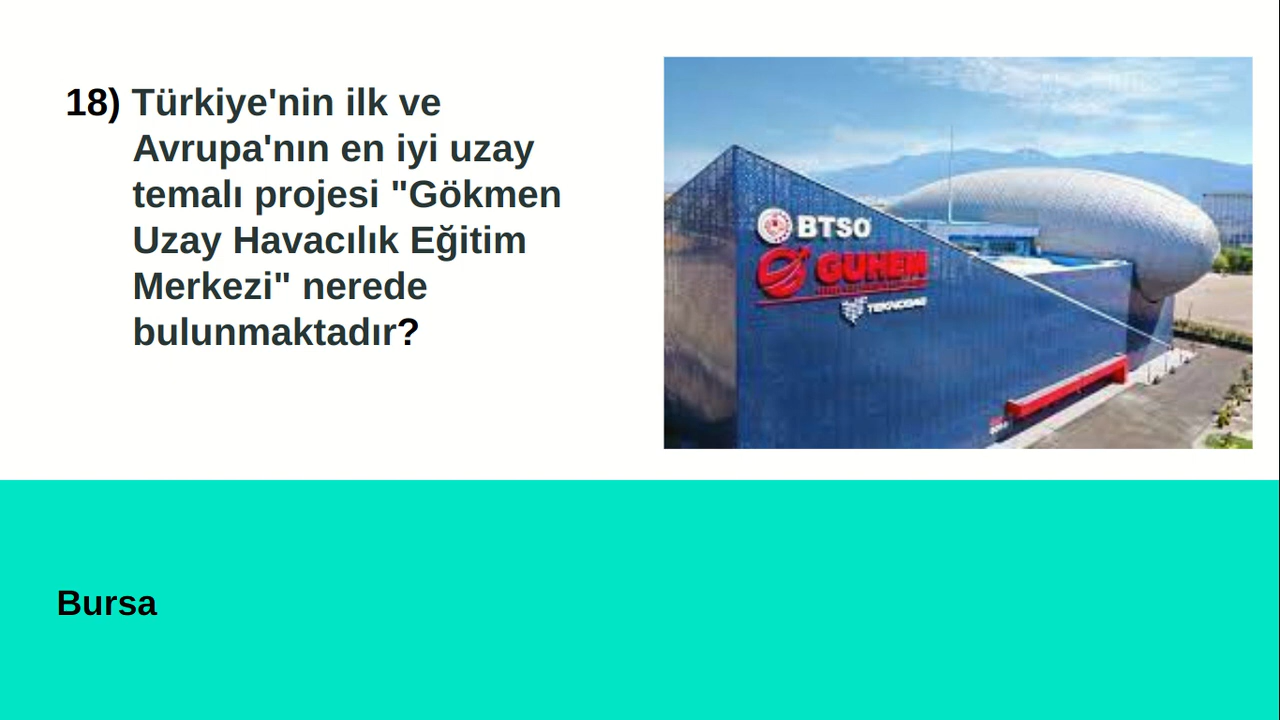 18) Türkiye'nin ilk ve
Avrupa'nın en iyi uzay
temalı projesi "Gökmen
Uzay Havacılık Eğitim
Merkezi" nerede
bulunmaktadır?
BTSO
GUHEM
Bursa